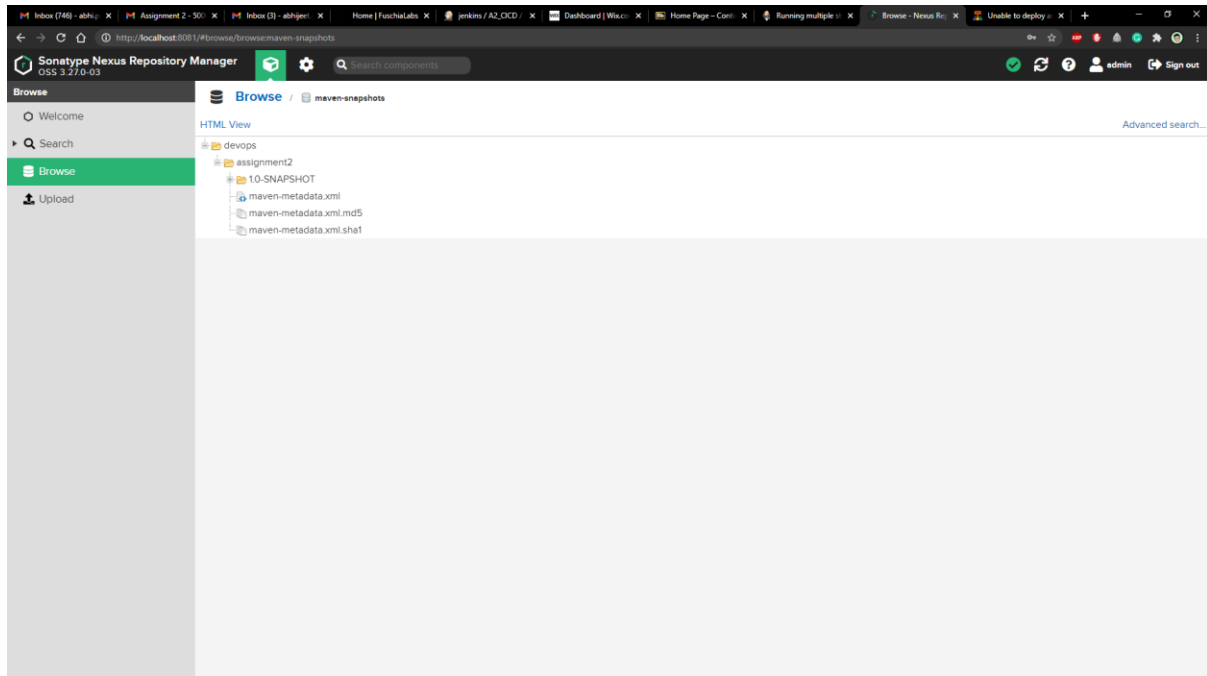 Inbox (746) - abhi
Assignment 2 - 500
Inbox (3) - abhijeet.
Home | FuschiaLabs
jenkins / A2_CICD /
Dashboard | Wix.co
Home Page – Conti
Running multiple st
Browse - Nexus Rep
Unable to deploy a
http://localhost:8081/#browse/browse:maven-snapshots
Sonatype Nexus Repository Manager
OSS 3.27.0-03
Search components
admin
Sign out
Browse
Welcome
Search
Browse
Upload
Browse / maven-snapshots
HTML View
Advanced search...
devops
assignment2
1.0-SNAPSHOT
maven-metadata.xml
maven-metadata.xml.md5
maven-metadata.xml.sha1